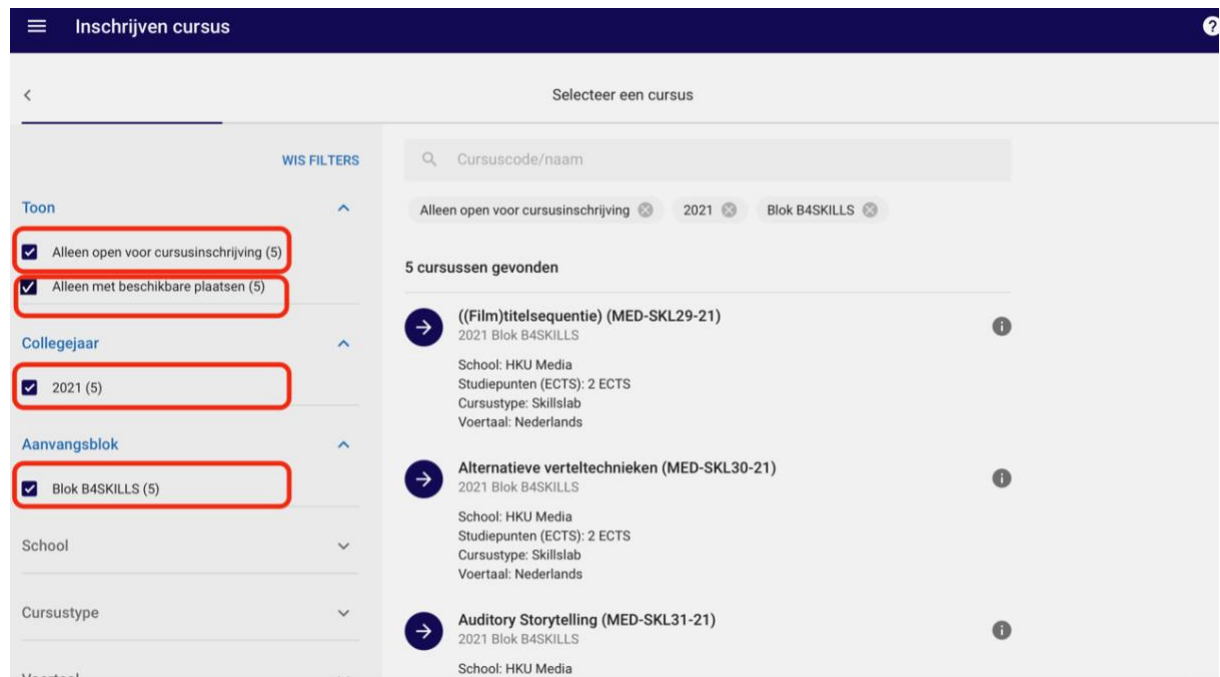 Inschrijven cursus
Selecteer een cursus
WIS FILTERS
Toon
Alleen open voor cursusinschrijving (5)
Alleen met beschikbare plaatsen (5)
Collegejaar
2021 (5)
Aanvangsblok
Blok B4SKILLS (5)
School
Cursustype
Cursuscode/naam
Alleen open voor cursusinschrijving 2021 Blok B4SKILLS
5 cursussen gevonden
((Film)titelsequentie) (MED-SKL29-21)
2021 Blok B4SKILLS
School: HKU Media
Studiepunten (ECTS): 2 ECTS
Cursustype: Skillslab
Voertaal: Nederlands
Alternatieve verteltechnieken (MED-SKL30-21)
2021 Blok B4SKILLS
School: HKU Media
Studiepunten (ECTS): 2 ECTS
Cursustype: Skillslab
Voertaal: Nederlands
Auditory Storytelling (MED-SKL31-21)
2021 Blok B4SKILLS
School: HKU Media